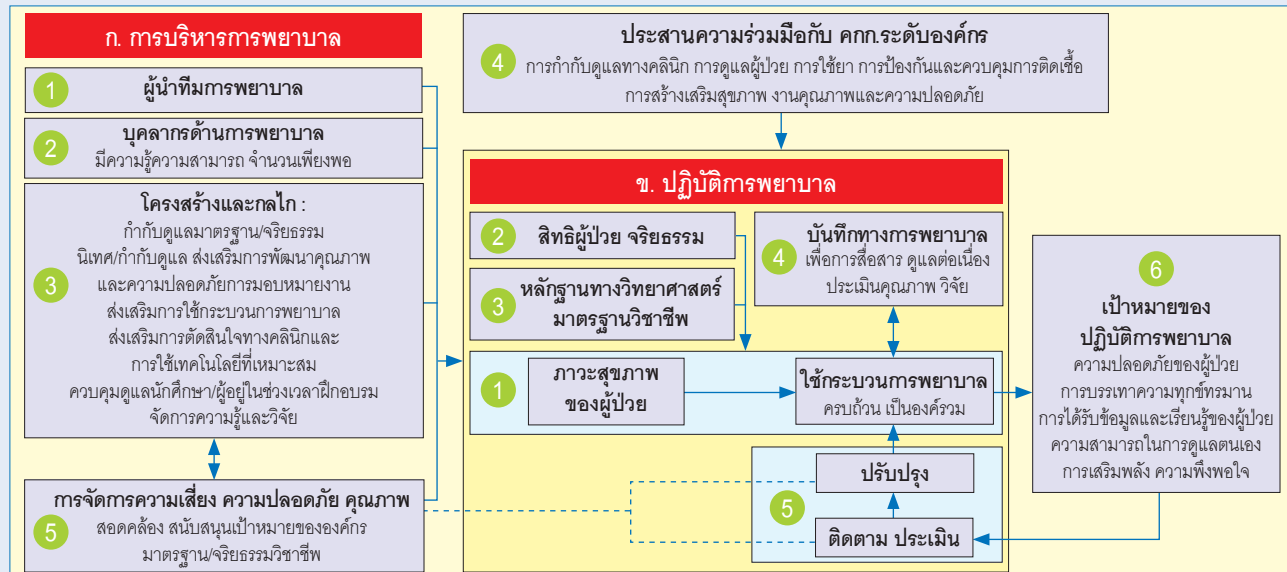 ก. การบริหารการพยาบาล
1
ผู้นำทีมการพยาบาล
2
บุคลากรด้านการพยาบาล
มีความรู้ความสามารถ จำนวนเพียงพอ
3
โครงสร้างและกลไก :
กำกับดูแลมาตรฐาน/จริยธรรม
นิเทศ/กำกับดูแล ส่งเสริมการพัฒนาคุณภาพ
และความปลอดภัยการมอบหมายงาน
ส่งเสริมการใช้กระบวนการพยาบาล
ส่งเสริมการตัดสินใจทางคลินิกและ
การใช้เทคโนโลยีที่เหมาะสม
ควบคุมดูแลนักศึกษา/ผู้อยู่ในช่วงเวลาฝึกอบรม
จัดการความรู้และวิจัย
5
การจัดการความเสี่ยง ความปลอดภัย คุณภาพ
สอดคล้อง สนับสนุนเป้าหมายขององค์กร
มาตรฐาน/จริยธรรมวิชาชีพ
4
ประสานความร่วมมือกับ คกก.ระดับองค์กร
การกำกับดูแลทางคลินิก การดูแลผู้ป่วย การใช้ยา การป้องกันและควบคุมการติดเชื้อ
การสร้างเสริมสุขภาพ งานคุณภาพและความปลอดภัย
ข. ปฏิบัติการพยาบาล
2
สิทธิผู้ป่วย จริยธรรม
3
หลักฐานทางวิทยาศาสตร์
มาตรฐานวิชาชีพ
4
บันทึกทางการพยาบาล
เพื่อการสื่อสาร ดูแลต่อเนื่อง
ประเมินคุณภาพ วิจัย
1
ภาวะสุขภาพ
ของผู้ป่วย
ใช้กระบวนการพยาบาล
ครบถ้วน เป็นองค์รวม
5
ปรับปรุง
ติดตาม ประเมิน
6
เป้าหมายของ
ปฏิบัติการพยาบาล
ความปลอดภัยของผู้ป่วย
การบรรเทาความทุกข์ทรมาน
การได้รับข้อมูลและเรียนรู้ของผู้ป่วย
ความสามารถในการดูแลตนเอง
การเสริมพลัง ความพึงพอใจ